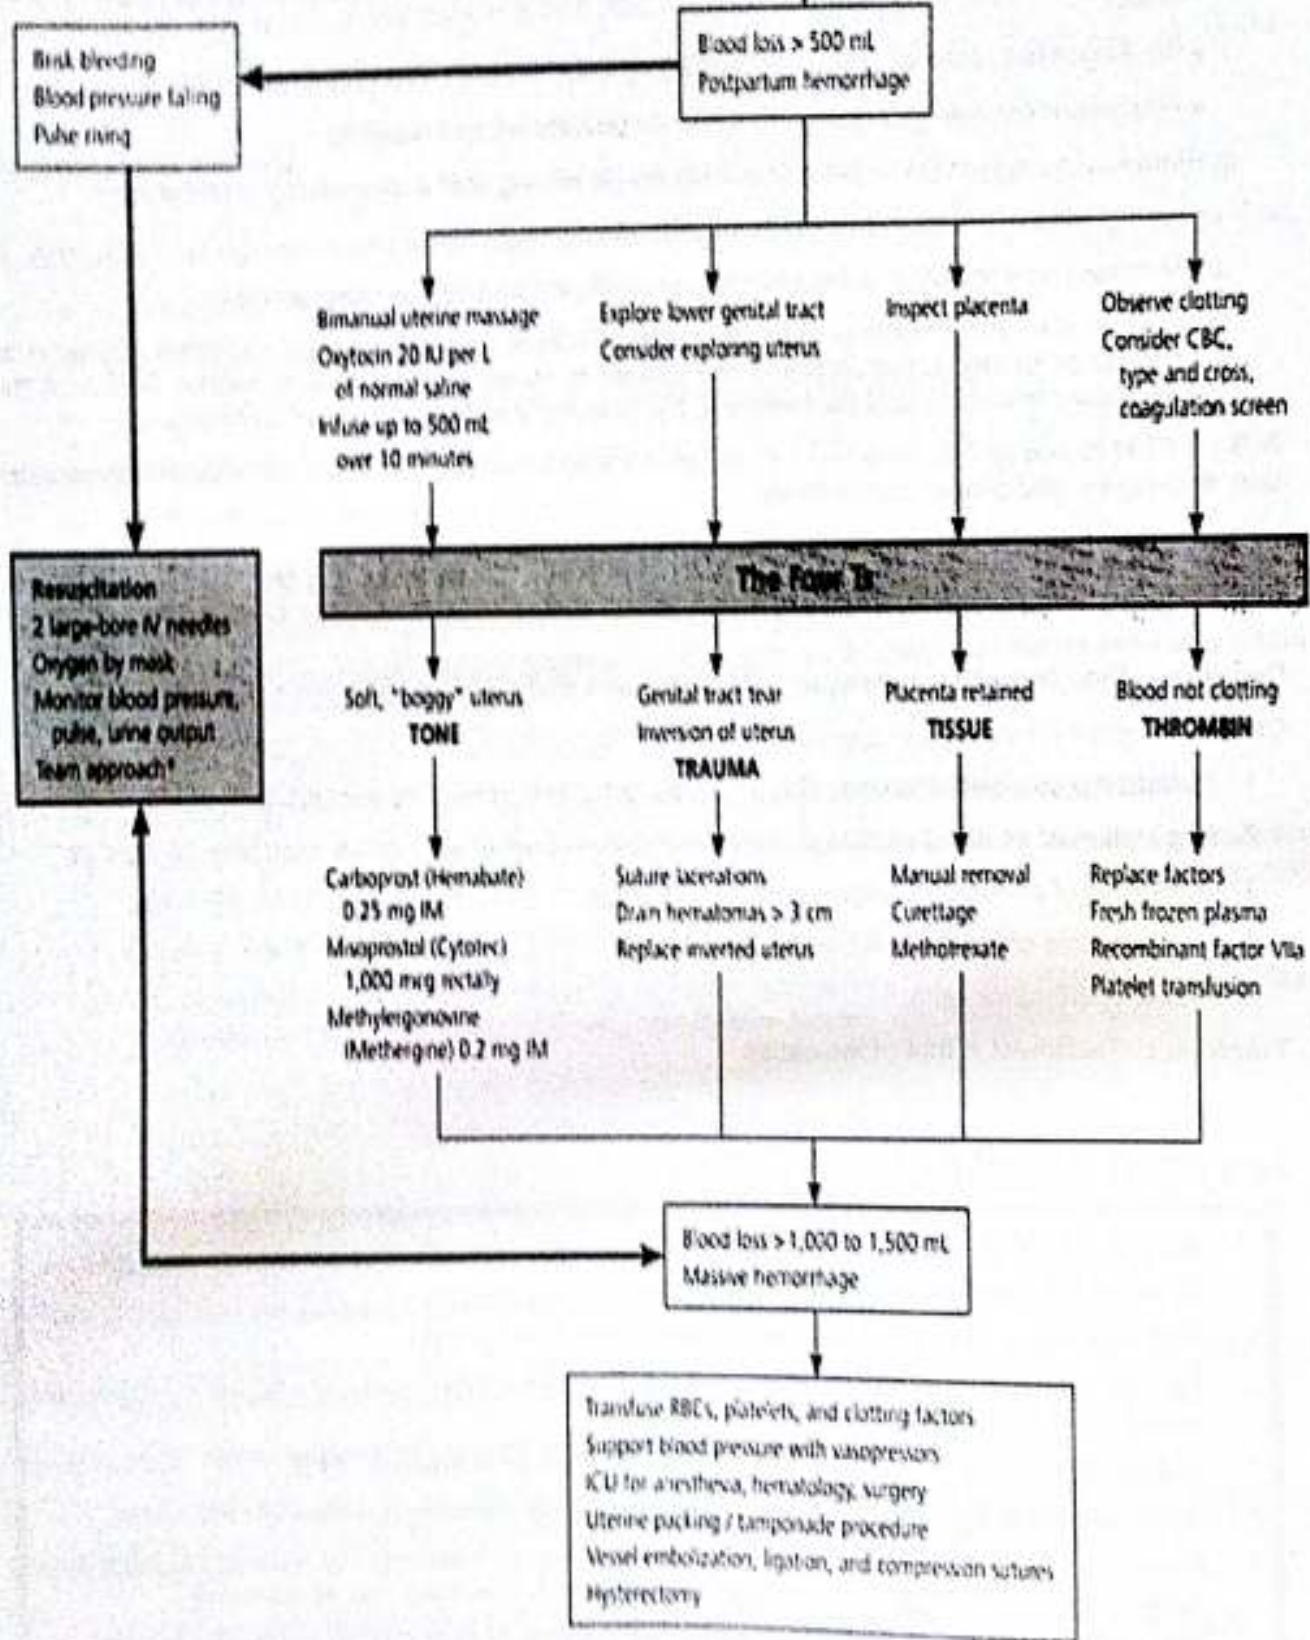 Blood loss > 500 mL
Postpartum hemorrhage
Brisk bleeding
Blood pressure falling
Pulse rising
Bimanual uterine massage
Oxytocin 20 IU per L
of normal saline
Infuse up to 500 mL
over 10 minutes
Explore lower genital tract
Consider exploring uterus
Inspect placenta
Observe clotting
Consider CBC,
type and cross,
coagulation screen
Resuscitation
2 large-bore IV needles
Oxygen by mask
Monitor blood pressure,
pulse, urine output
Team approach*
The Four Ts
Soft, "boggy" uterus
TONE
Genital tract tear
Inversion of uterus
TRAUMA
Placenta retained
TISSUE
Blood not clotting
THROMBIN
Carboprost (Hemabate)
0.25 mg IM
Misoprostol (Cytotec)
1,000 mcg rectally
Methylergonovine
(Methergine) 0.2 mg IM
Suture lacerations
Drain hematomas > 3 cm
Replace inverted uterus
Manual removal
Curettage
Methotrexate
Replace factors
Fresh frozen plasma
Recombinant factor VIIa
Platelet transfusion
Blood loss > 1,000 to 1,500 mL
Massive hemorrhage
Transfuse RBCs, platelets, and clotting factors
Support blood pressure with vasopressors
ICU for anesthesia, hematology, surgery
Uterine packing / tamponade procedure
Vessel embolization, ligation, and compression sutures
Hysterectomy